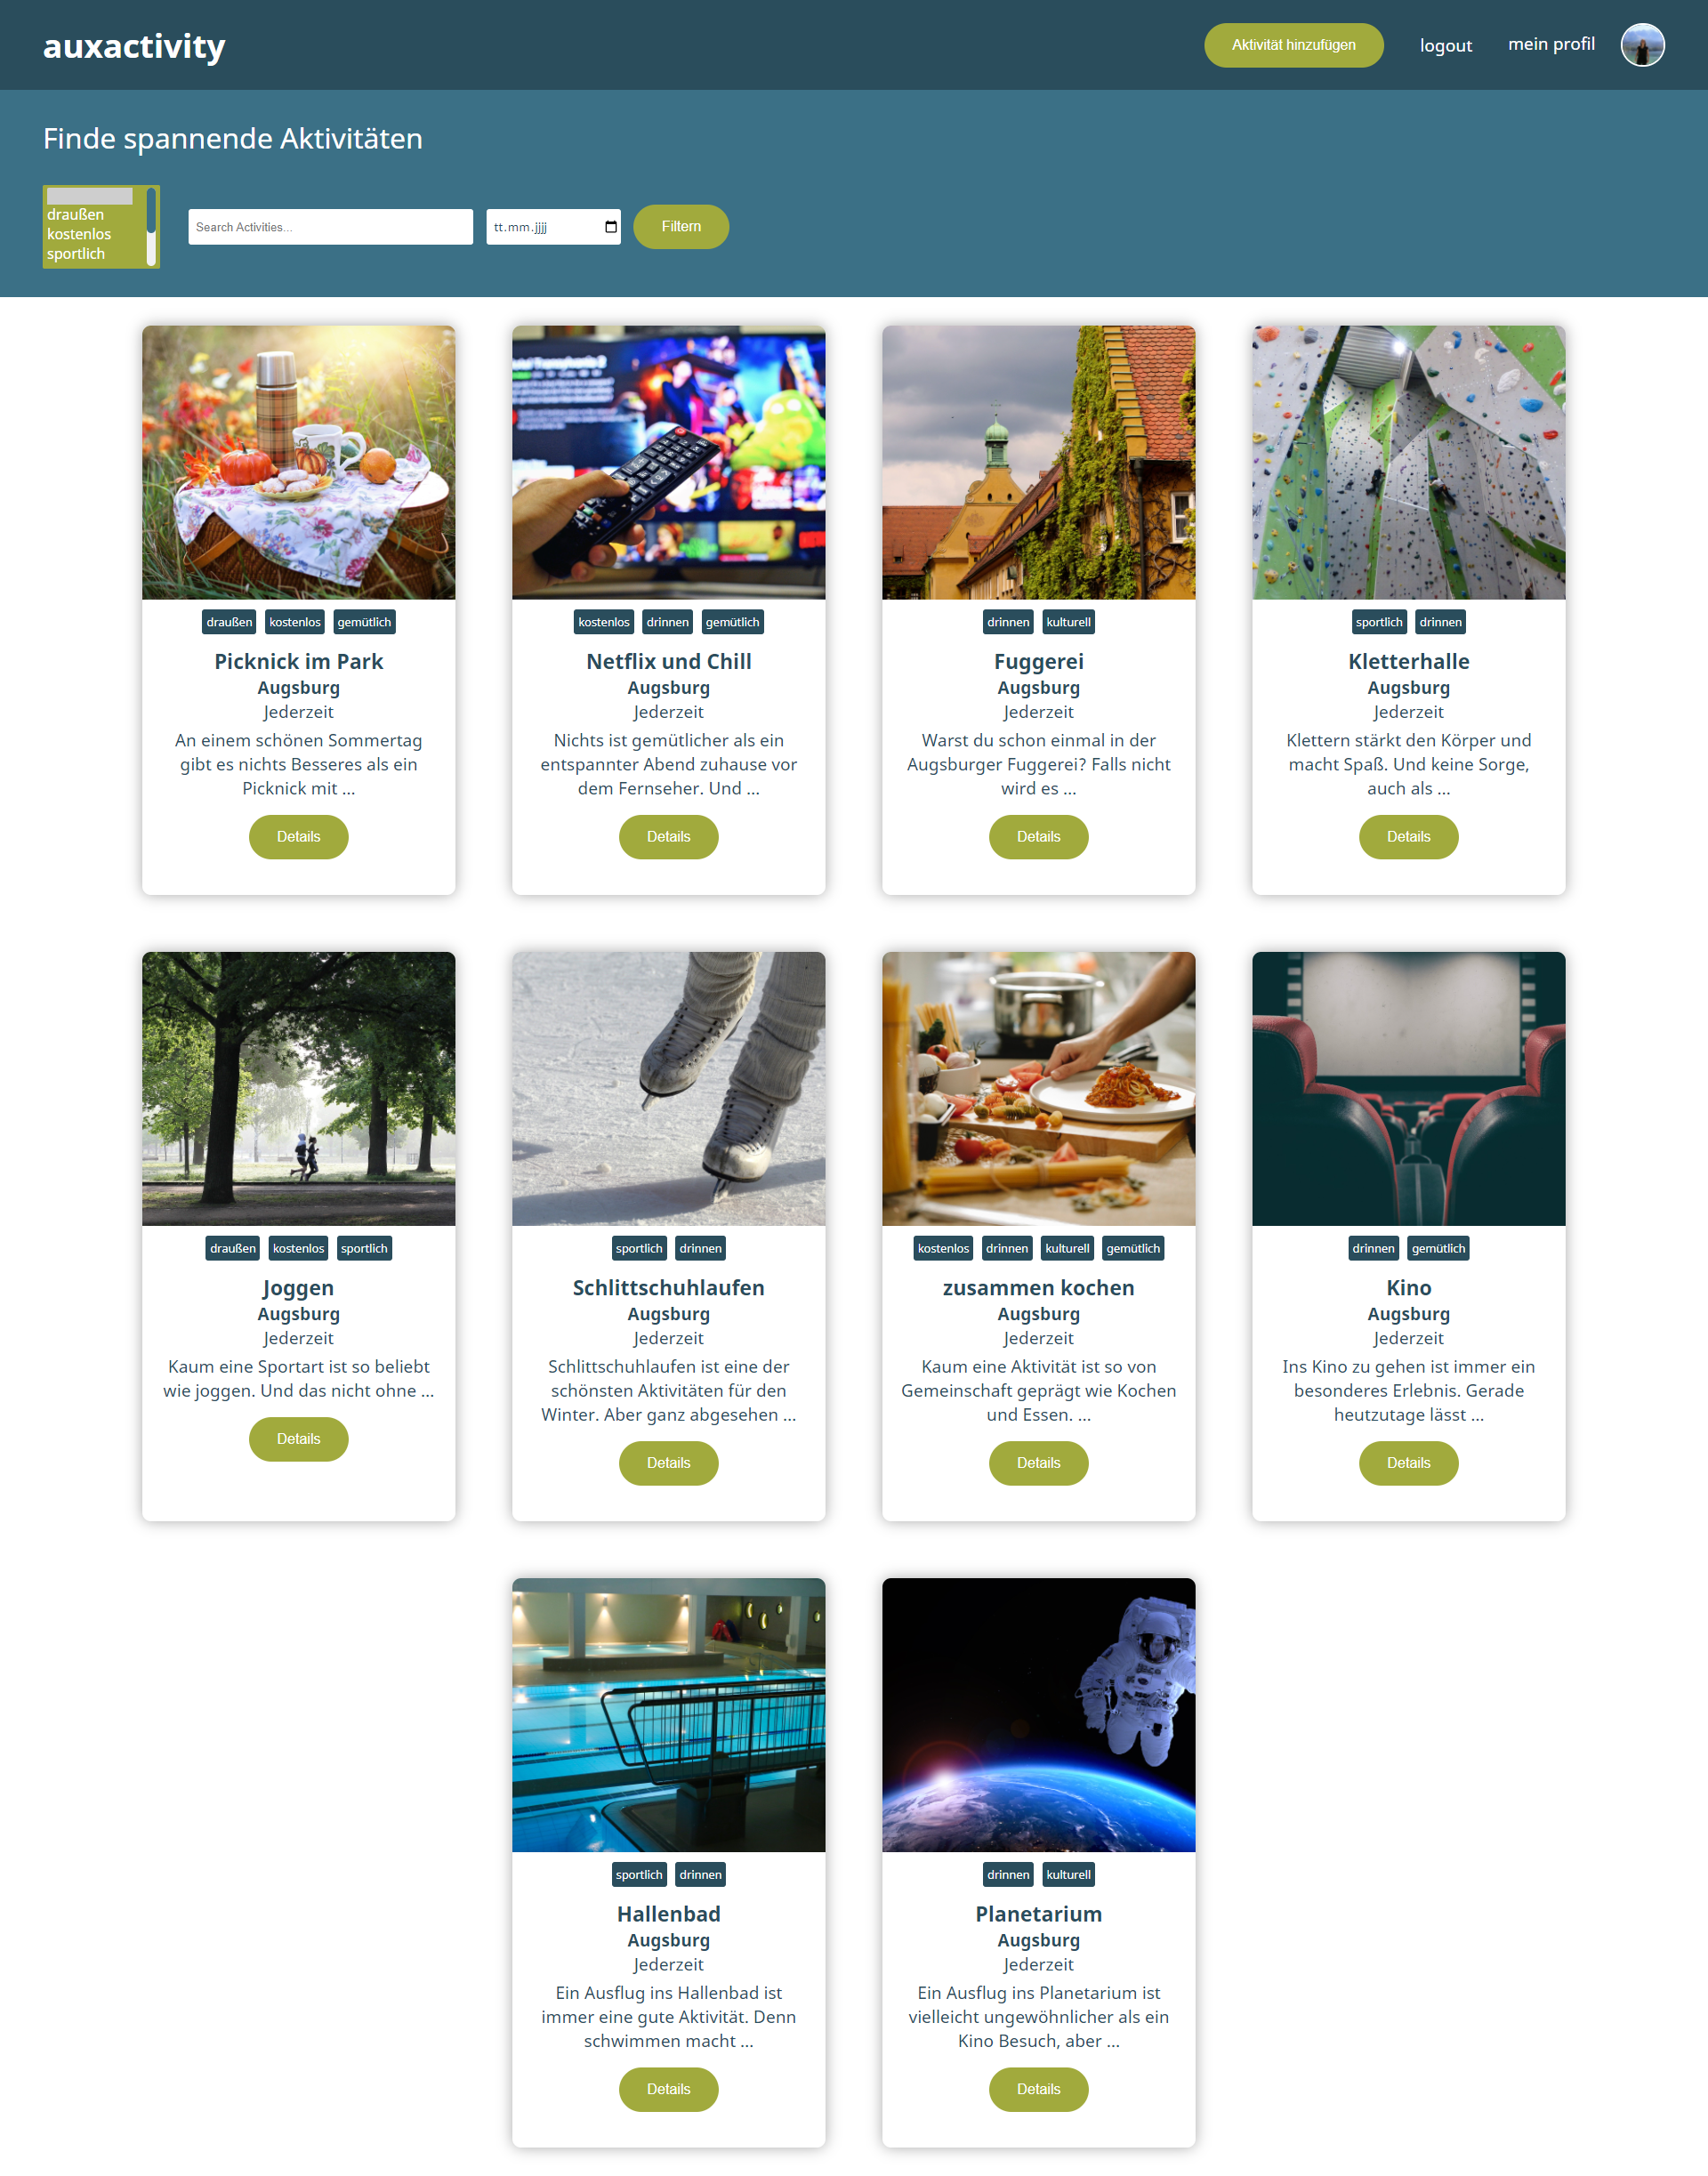 auxactivity
Aktivität hinzufügen
logout
mein profil
Finde spannende Aktivitäten
draußen
kostenlos
sportlich
Search Activities...
tt.mm.jjjj
Filtern
draußen kostenlos gemütlich
Picknick im Park
Augsburg
Jederzeit
An einem schönen Sommertag
gibt es nichts Besseres als ein
Picknick mit ...
Details
kostenlos drinnen gemütlich
Netflix und Chill
Augsburg
Jederzeit
Nichts ist gemütlicher als ein
entspannter Abend zuhause vor
dem Fernseher. Und ...
Details
drinnen kulturell
Fuggerei
Augsburg
Jederzeit
Warst du schon einmal in der
Augsburger Fuggerei? Falls nicht
wird es ...
Details
sportlich drinnen
Kletterhalle
Augsburg
Jederzeit
Klettern stärkt den Körper und
macht Spaß. Und keine Sorge,
auch als ...
Details
draußen kostenlos sportlich
Joggen
Augsburg
Jederzeit
Kaum eine Sportart ist so beliebt
wie joggen. Und das nicht ohne ...
Details
sportlich drinnen
Schlittschuhlaufen
Augsburg
Jederzeit
Schlittschuhlaufen ist eine der
schönsten Aktivitäten für den
Winter. Aber ganz abgesehen ...
Details
kostenlos drinnen kulturell gemütlich
zusammen kochen
Augsburg
Jederzeit
Kaum eine Aktivität ist so von
Gemeinschaft geprägt wie Kochen
und Essen. ...
Details
drinnen gemütlich
Kino
Augsburg
Jederzeit
Ins Kino zu gehen ist immer ein
besonderes Erlebnis. Gerade
heutzutage lässt ...
Details
sportlich drinnen
Hallenbad
Augsburg
Jederzeit
Ein Ausflug ins Hallenbad ist
immer eine gute Aktivität. Denn
schwimmen macht ...
Details
drinnen kulturell
Planetarium
Augsburg
Jederzeit
Ein Ausflug ins Planetarium ist
vielleicht ungewöhnlicher als ein
Kino Besuch, aber ...
Details